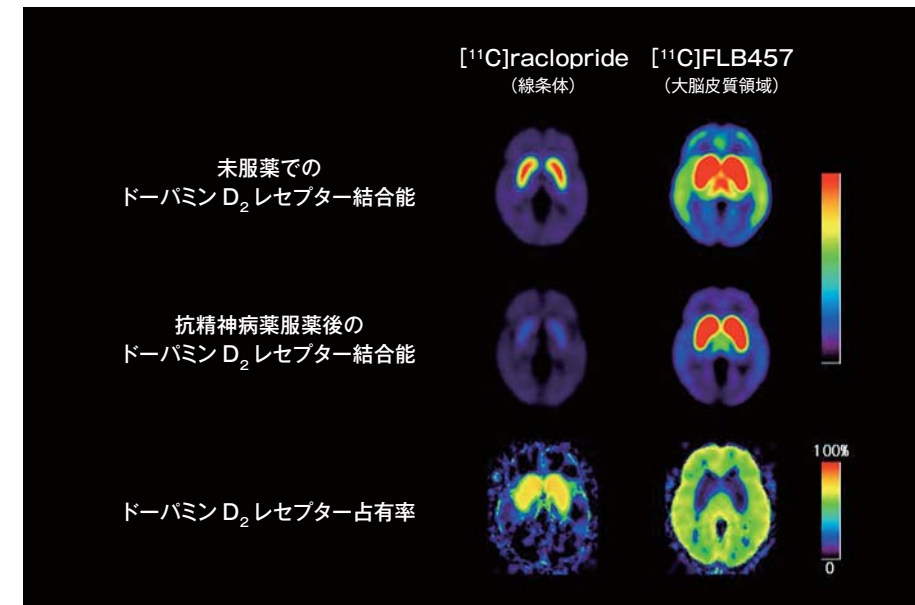 [¹¹C]raclopride [¹¹C]FLB457
（線条体） （大脳皮質領域）
未服薬での
ドーパミン D₂ レセプター結合能
抗精神病薬服薬後の
ドーパミン D₂ レセプター結合能
100%
ドーパミン D₂ レセプター占有率
0